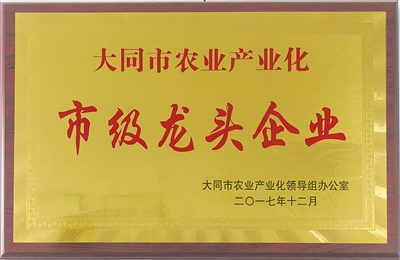 大同市农业产业化
市级龙头企业
大同市农业产业化领导组办公室
二〇一七年十二月